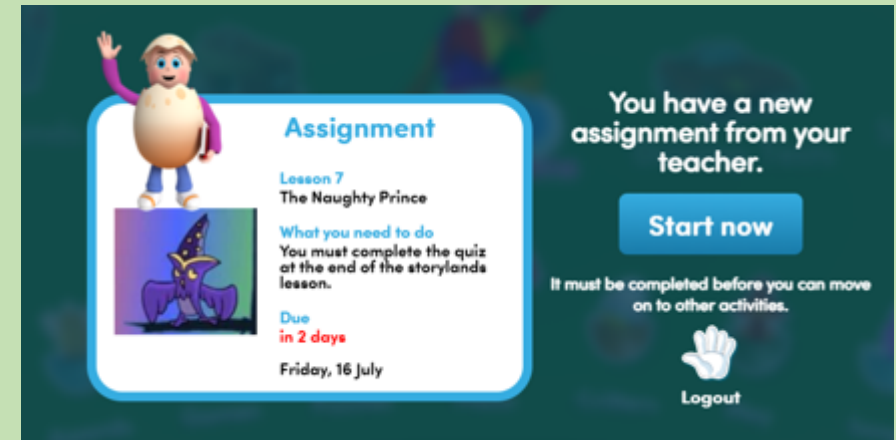 Assignment
Lesson 7
The Naughty Prince
What you need to do
You must complete the quiz
at the end of the storylands
lesson.
Due
in 2 days
Friday, 16 July
You have a new
assignment from your
teacher.
Start now
It must be completed before you can move
on to other activities.
Logout